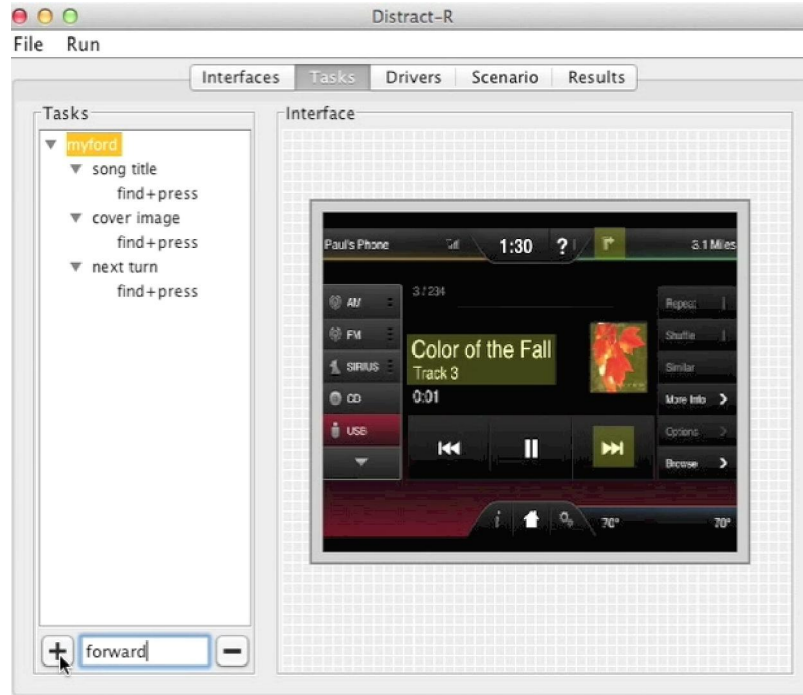 Distract-R
File Run
Interfaces Tasks Drivers Scenario Results
Tasks
myford
song title
find+press
cover image
find+press
next turn
find+press
forward
Interface
Paul's Phone 1:30 ? 3.1 Miles
3 / 234
AM
FM
SIRIUS
CD
USB
Color of the Fall
Track 3
0:01
Repeat
Shuffle
Similar
More Info
Options
Browse
i 70° 70°